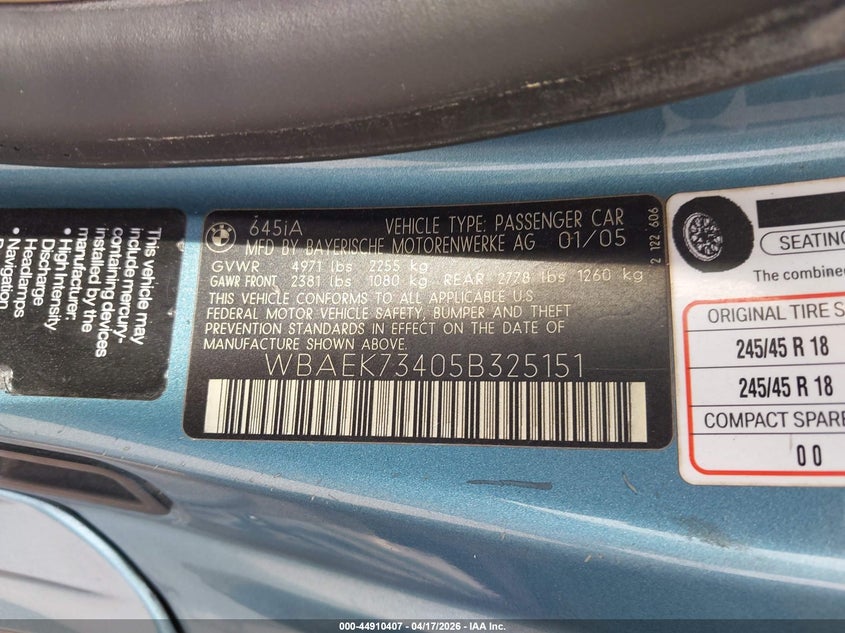 This vehicle may
containing mercury*
installed by the
manufacturer:
• High Intensity
Discharge
Headlamps
• Navigation
645iA VEHICLE TYPE: PASSENGER CAR
MFD BY BAYERISCHE MOTORENWERKE AG 01/05
GVWR 4971 lbs 2255 kg
GAWR FRONT 2381 lbs 1080 kg REAR 2778 lbs 1260 kg
THIS VEHICLE CONFORMS TO ALL APPLICABLE U.S.
FEDERAL MOTOR VEHICLE SAFETY, BUMPER AND THEFT
PREVENTION STANDARDS IN EFFECT ON THE DATE OF
MANUFACTURE SHOWN ABOVE.
WBAEK73405B325151
2 122 606
SEATING
The combined
ORIGINAL TIRE S
245/45 R 18
245/45 R 18
COMPACT SPARE
0 0
000-44910407 - 04/17/2026 - IAA Inc.